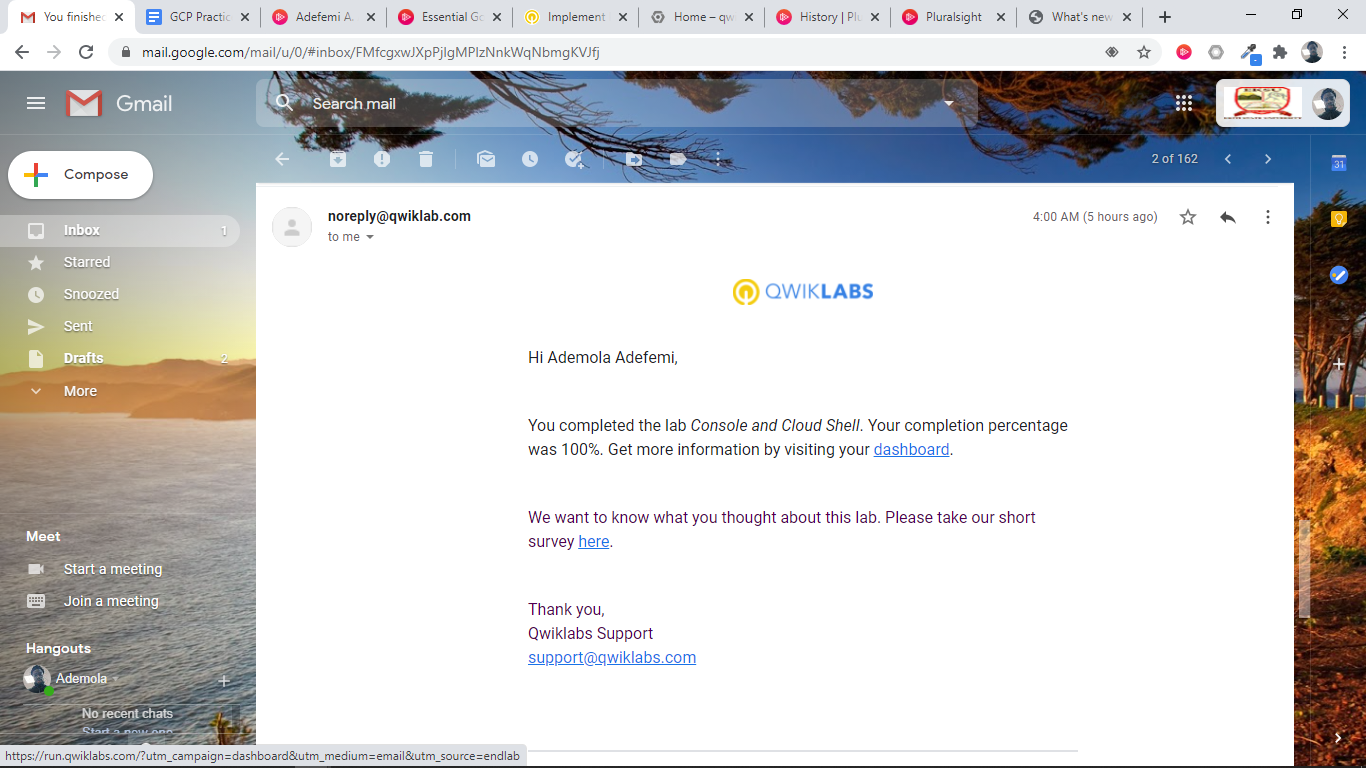 You finished
GCP Practic
Adefemi A.
Essential Go
Implement
Home – qw
History | Plu
Pluralsight
What's new
mail.google.com/mail/u/0/#inbox/FMfcgxwJXpPjlgMPlzNnkWqNbmgKVJfj
Gmail
Search mail
Compose
2 of 162
31
Inbox 1
Starred
Snoozed
Sent
Drafts 2
More
noreply@qwiklab.com
4:00 AM (5 hours ago)
to me
QWIKLABS
Hi Ademola Adefemi,
You completed the lab Console and Cloud Shell. Your completion percentage
was 100%. Get more information by visiting your dashboard.
We want to know what you thought about this lab. Please take our short
survey here.
Thank you,
Qwiklabs Support
support@qwiklabs.com
Meet
Start a meeting
Join a meeting
Hangouts
Ademola
No recent chats
Start a new one
https://run.qwiklabs.com/?utm_campaign=dashboard&utm_medium=email&utm_source=endlab